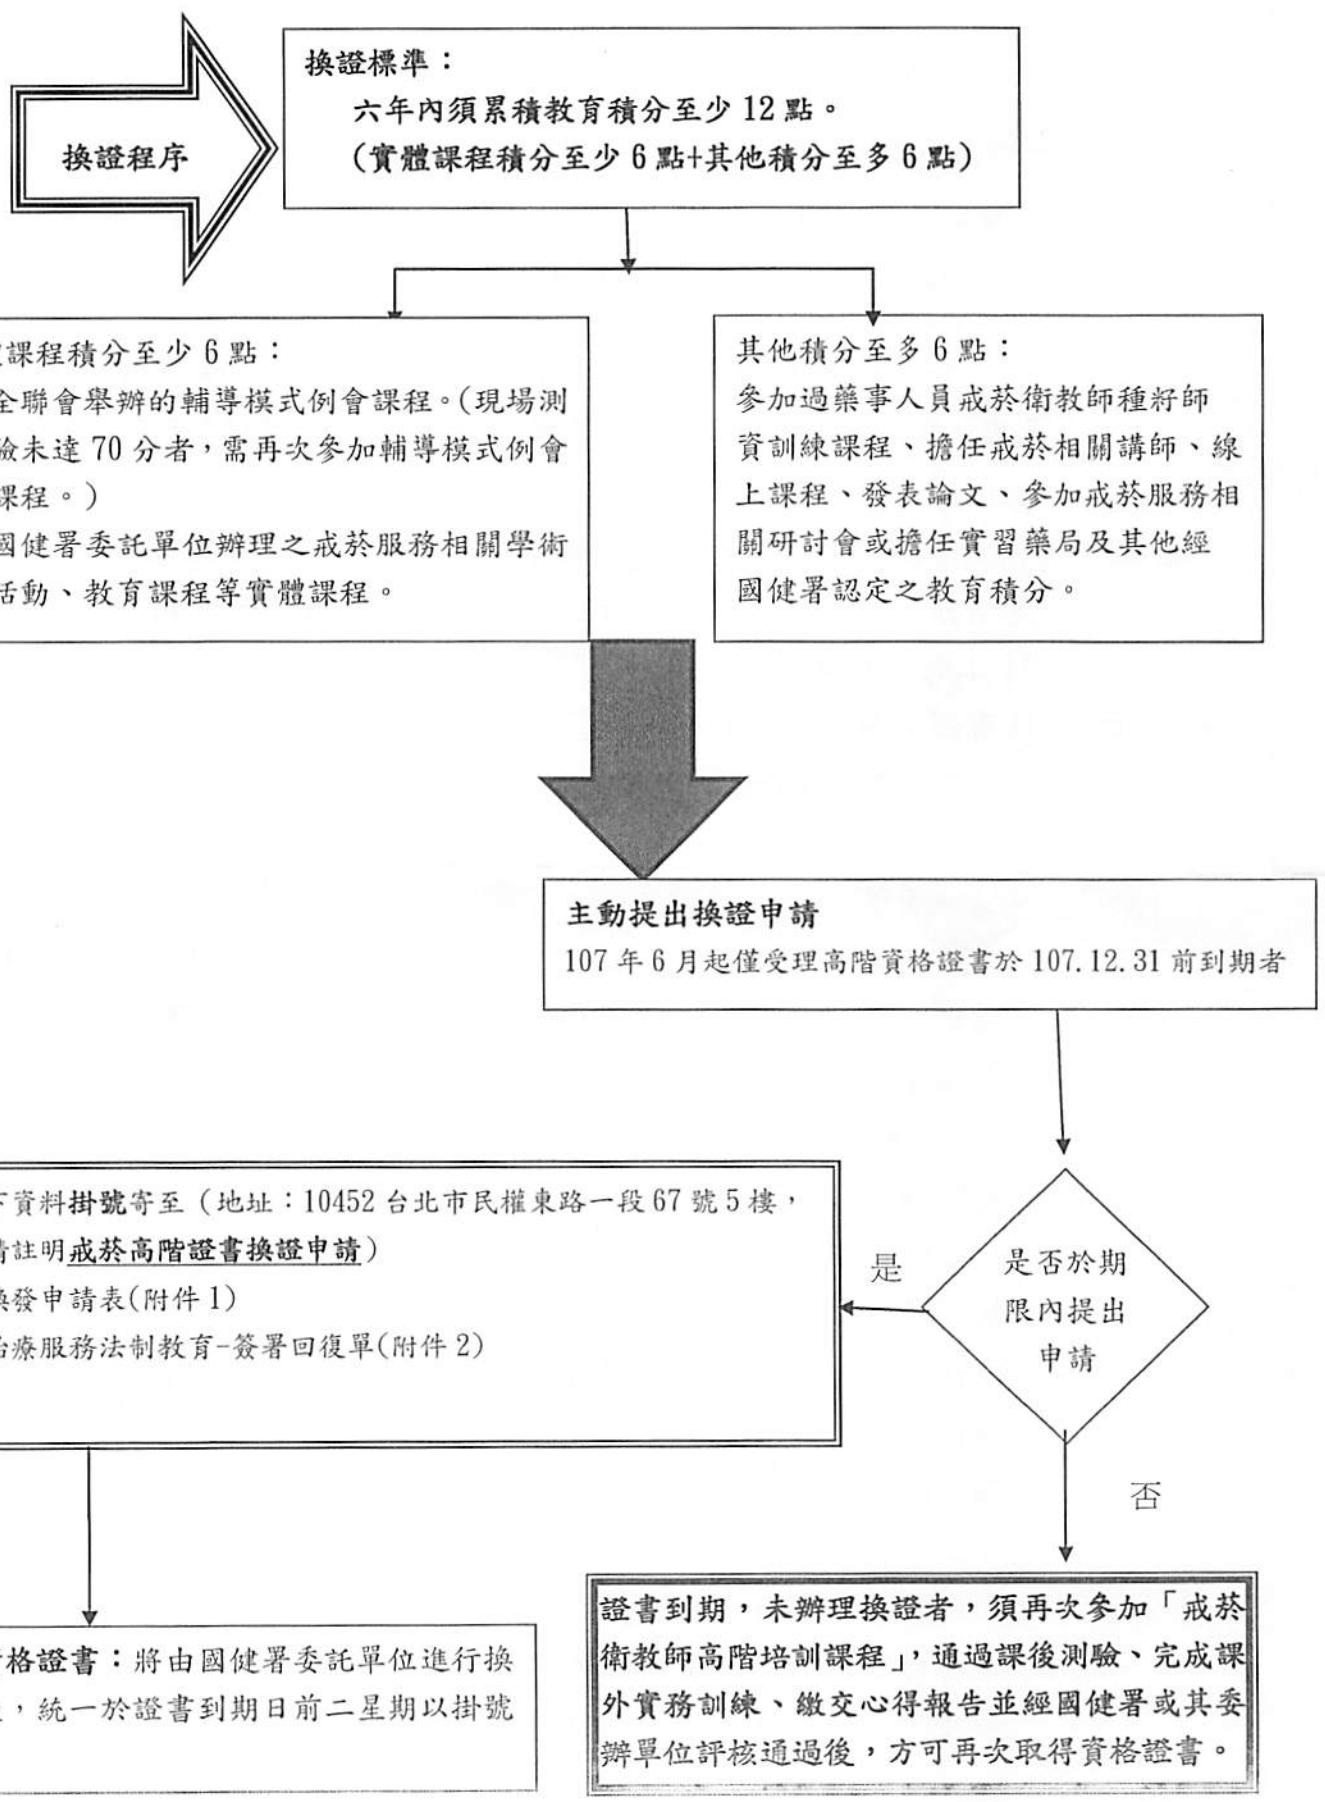 換證程序
換證標準：
六年內須累積教育積分至少 12 點。
(實體課程積分至少 6 點+其他積分至多 6 點)
課程積分至少 6 點：
全聯會舉辦的輔導模式例會課程。(現場測
驗未達 70 分者，需再次參加輔導模式例會
課程。)
國健署委託單位辦理之戒菸服務相關學術
活動、教育課程等實體課程。
其他積分至多 6 點：
參加過藥事人員戒菸衛教師種籽師
資訓練課程、擔任戒菸相關講師、線
上課程、發表論文、參加戒菸服務相
關研討會或擔任實習藥局及其他經
國健署認定之教育積分。
主動提出換證申請
107 年 6 月起僅受理高階資格證書於 107.12.31 前到期者
是否於期
限內提出
申請
是
下資料掛號寄至 (地址：10452 台北市民權東路一段 67 號 5 樓，
請註明戒菸高階證書換證申請)
換發申請表(附件 1)
治療服務法制教育-簽署回復單(附件 2)
否
格證書：將由國健署委託單位進行換
，統一於證書到期日前二星期以掛號
證書到期，未辦理換證者，須再次參加「戒菸
衛教師高階培訓課程」，通過課後測驗、完成課
外實務訓練、繳交心得報告並經國健署或其委
辦單位評核通過後，方可再次取得資格證書。